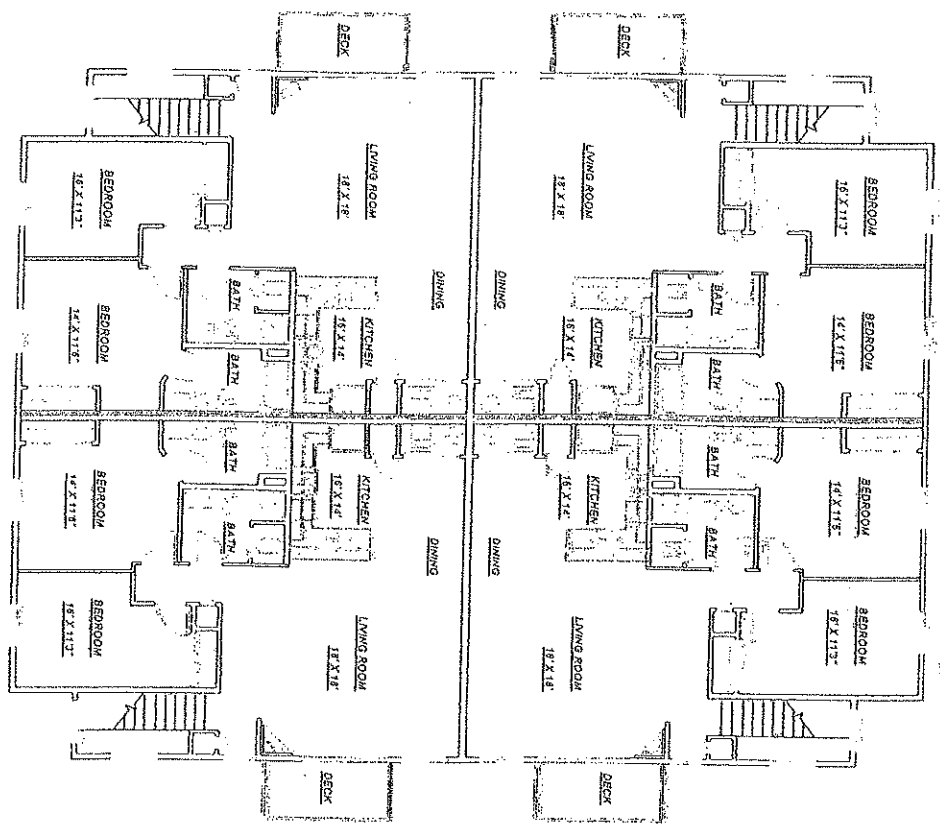 DECK
LIVING ROOM
18' X 18'
DINING
KITCHEN
16' X 14'
BATH
BATH
BEDROOM
16' X 11'3"
BEDROOM
14' X 11'6"
DECK
LIVING ROOM
18' X 18'
DINING
KITCHEN
16' X 14'
BATH
BATH
BEDROOM
16' X 11'3"
BEDROOM
14' X 11'6"
BATH
BATH
KITCHEN
16' X 14'
DINING
LIVING ROOM
18' X 18'
BEDROOM
14' X 11'6"
BEDROOM
16' X 11'3"
DECK
BATH
BATH
KITCHEN
16' X 14'
DINING
LIVING ROOM
18' X 18'
BEDROOM
14' X 11'6"
BEDROOM
16' X 11'3"
DECK